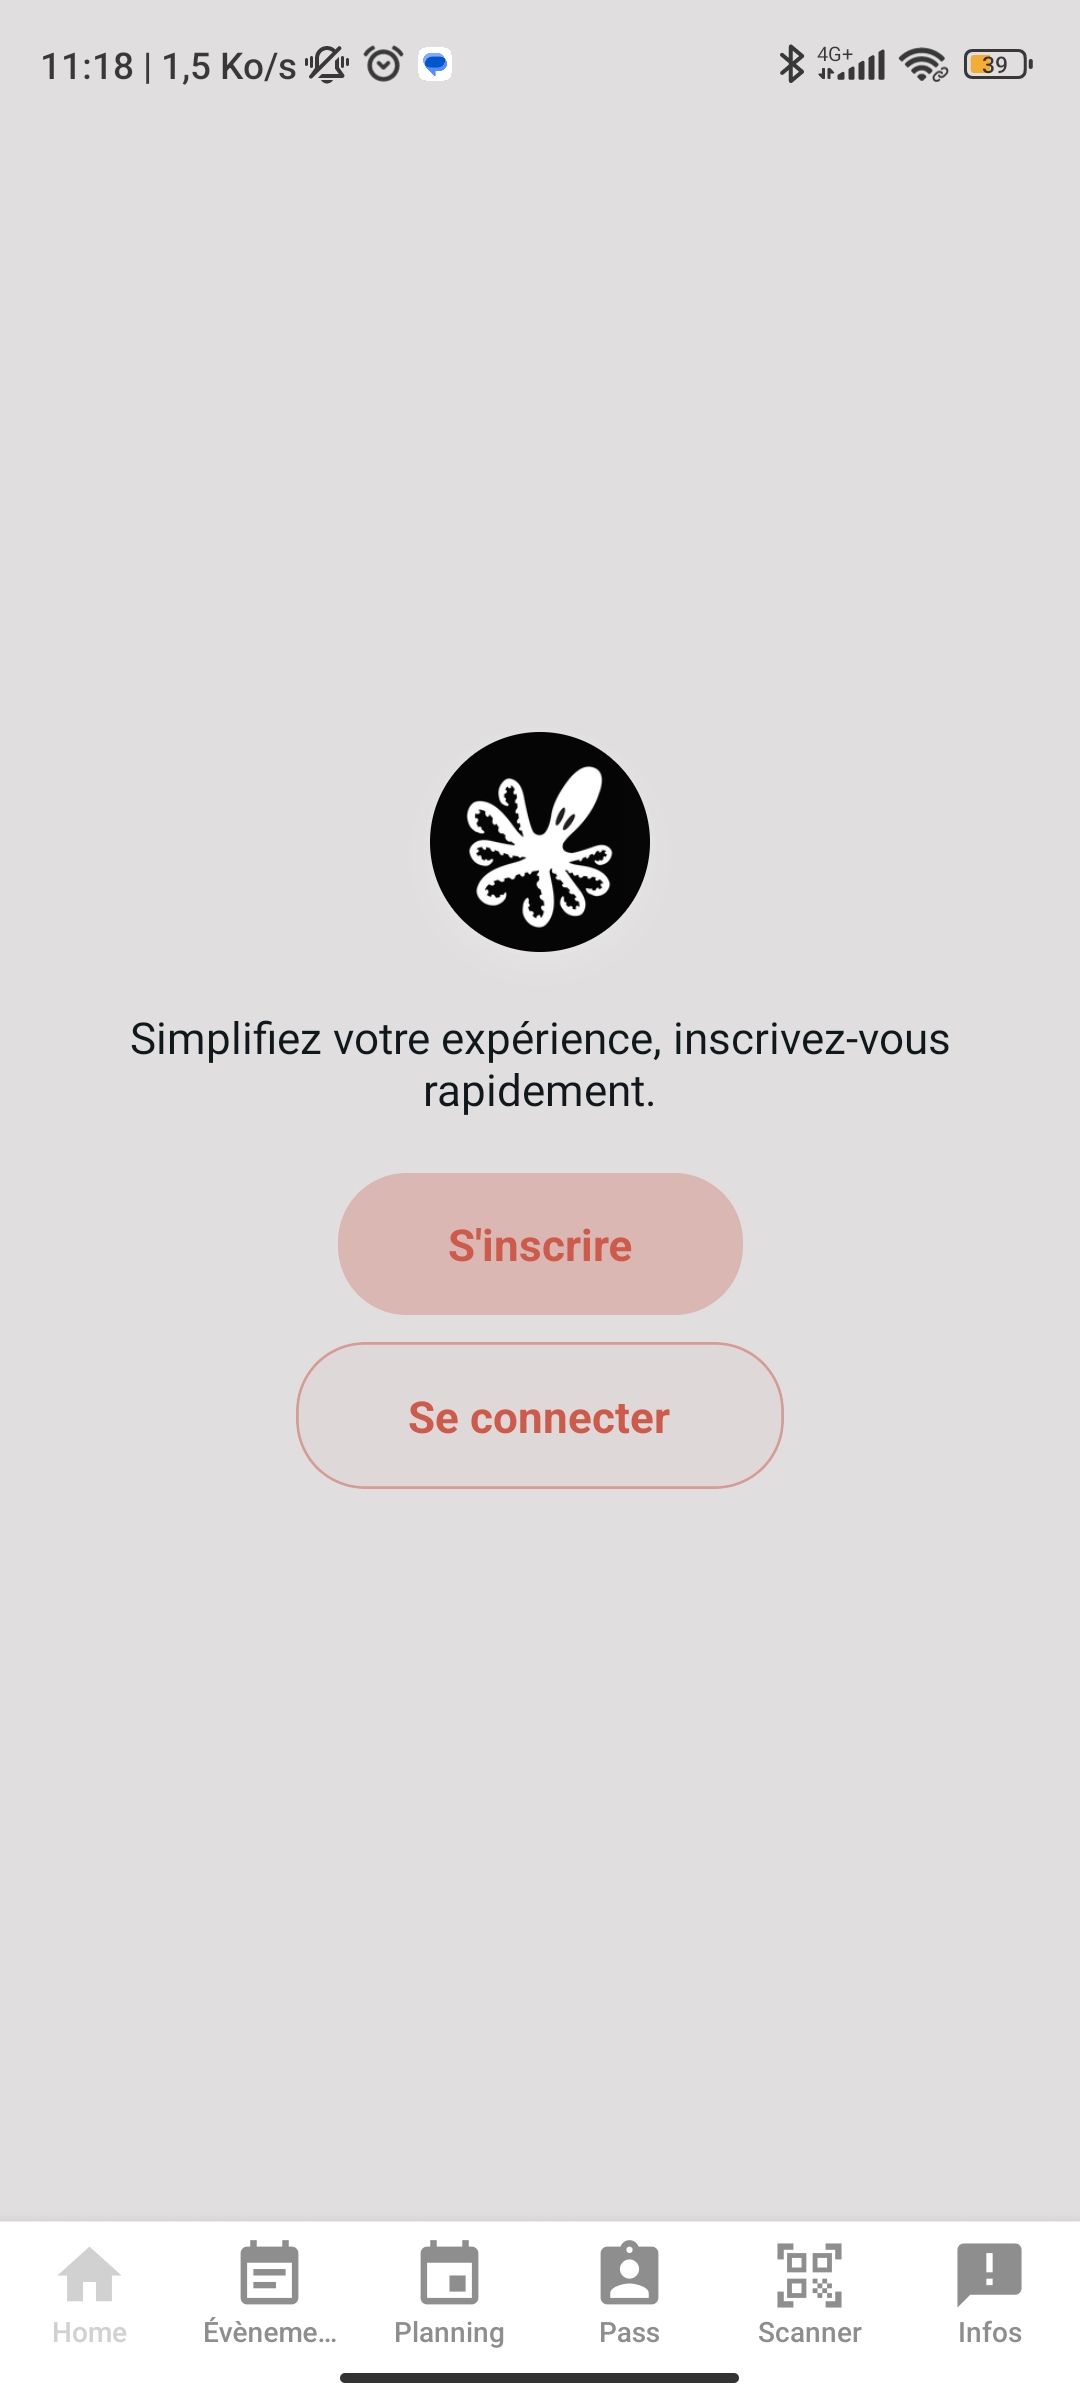 11:18 | 1,5 Ko/s
4G+
39
Simplifiez votre expérience, inscrivez-vous
rapidement.
S'inscrire
Se connecter
Home
Évèneme...
Planning
Pass
Scanner
Infos